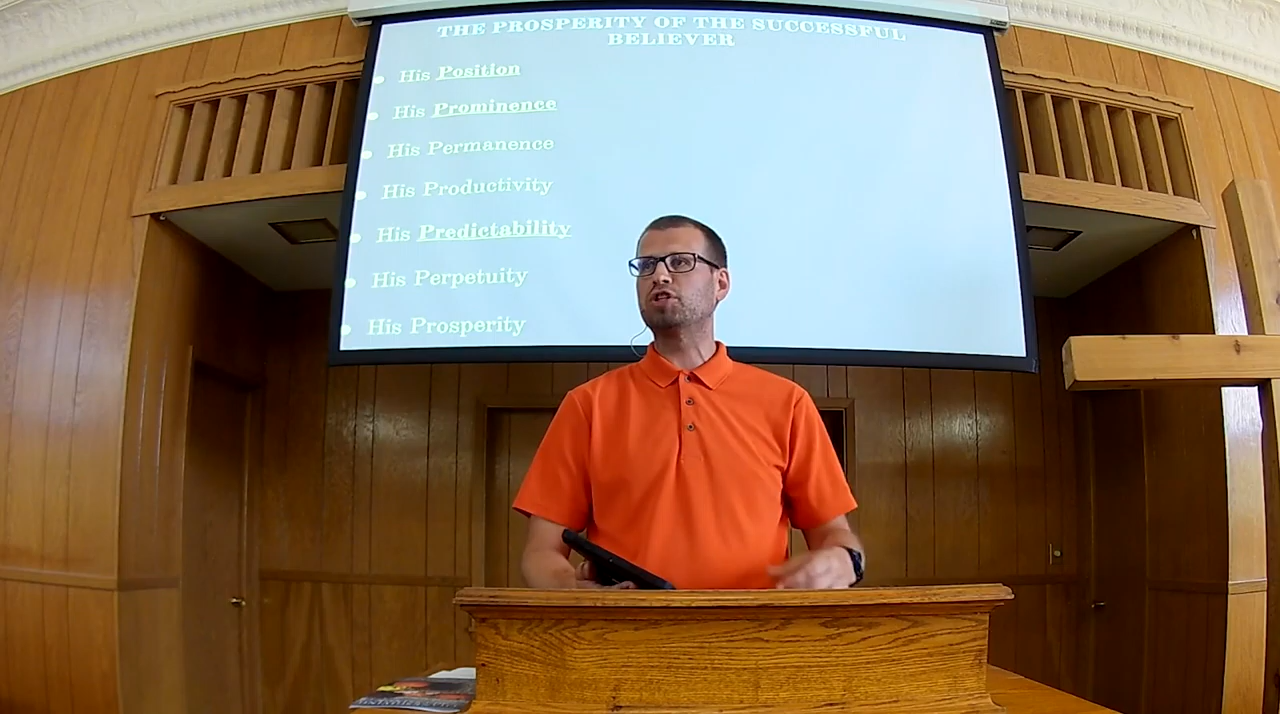 THE PROSPERITY OF THE SUCCESSFUL
BELIEVER
His Position
His Prominence
His Permanence
His Productivity
His Predictability
His Perpetuity
His Prosperity